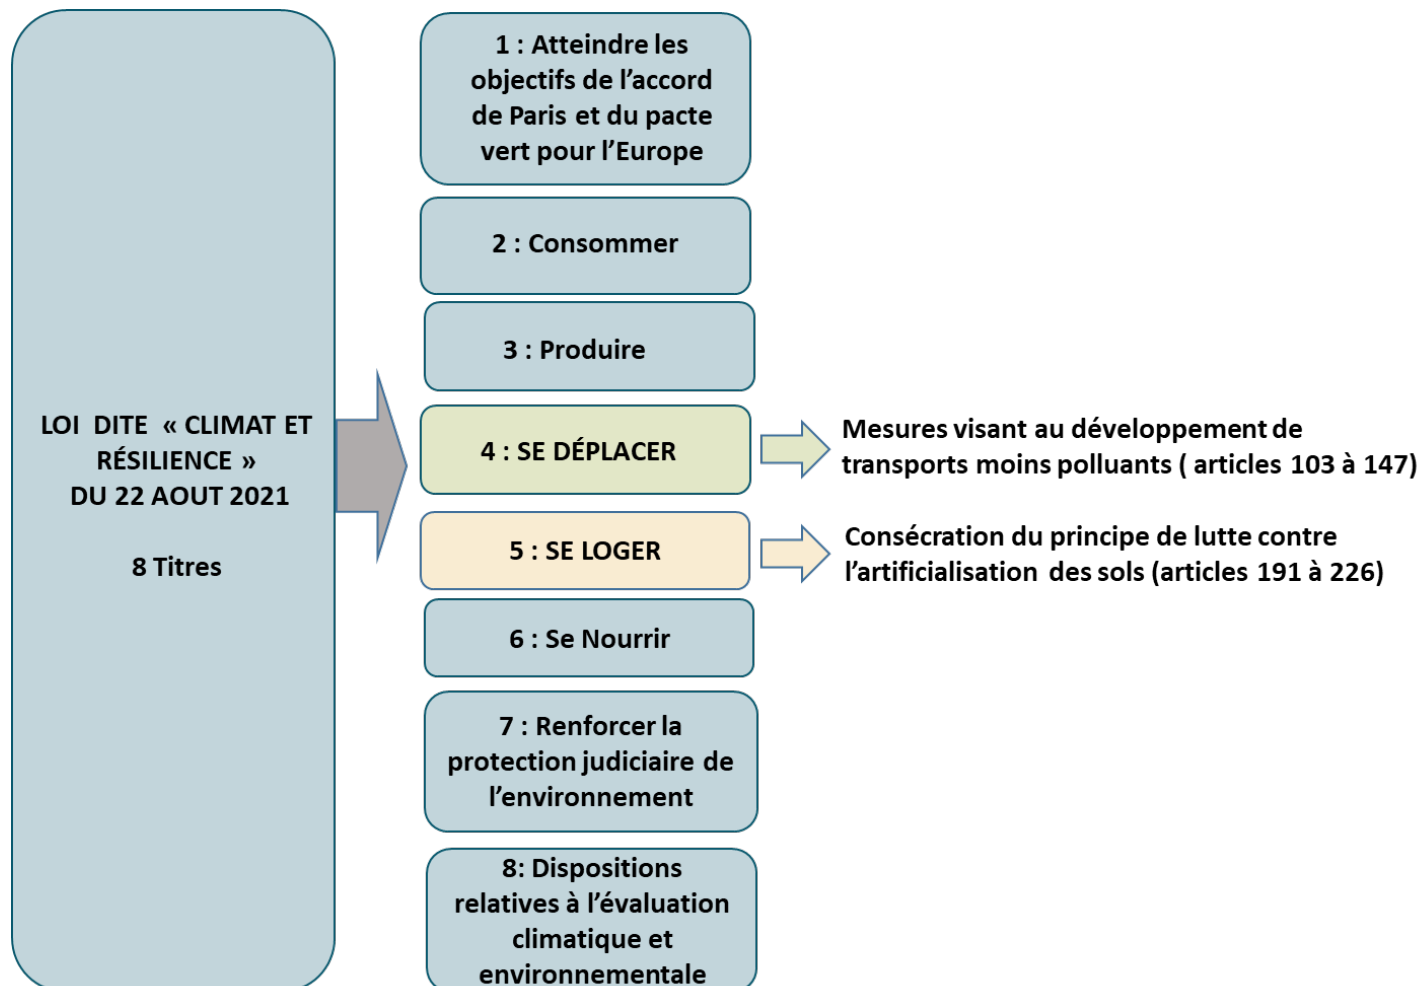 LOI DITE « CLIMAT ET
RÉSILIENCE »
DU 22 AOUT 2021
8 Titres
1 : Atteindre les
objectifs de l’accord
de Paris et du pacte
vert pour l’Europe
2 : Consommer
3 : Produire
4 : SE DÉPLACER
Mesures visant au développement de
transports moins polluants ( articles 103 à 147)
5 : SE LOGER
Consécration du principe de lutte contre
l’artificialisation des sols (articles 191 à 226)
6 : Se Nourrir
7 : Renforcer la
protection judiciaire de
l’environnement
8: Dispositions
relatives à l’évaluation
climatique et
environnementale